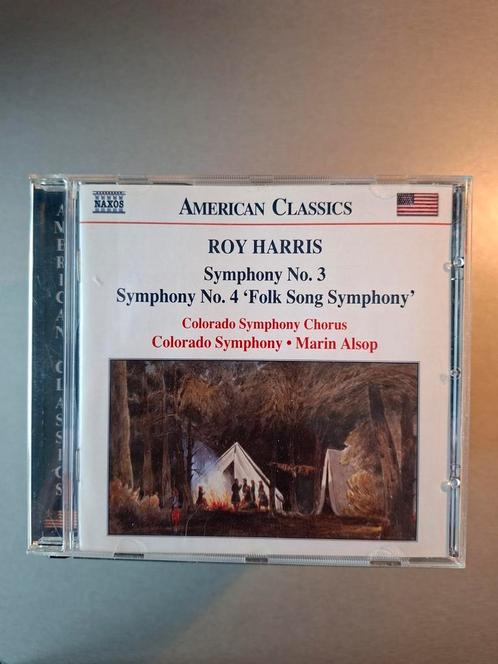 NAXOS
AMERICAN CLASSICS
ROY HARRIS
Symphony No. 3
Symphony No. 4 ‘Folk Song Symphony’
Colorado Symphony Chorus
Colorado Symphony • Marin Alsop
AMERICAN CLASSICS